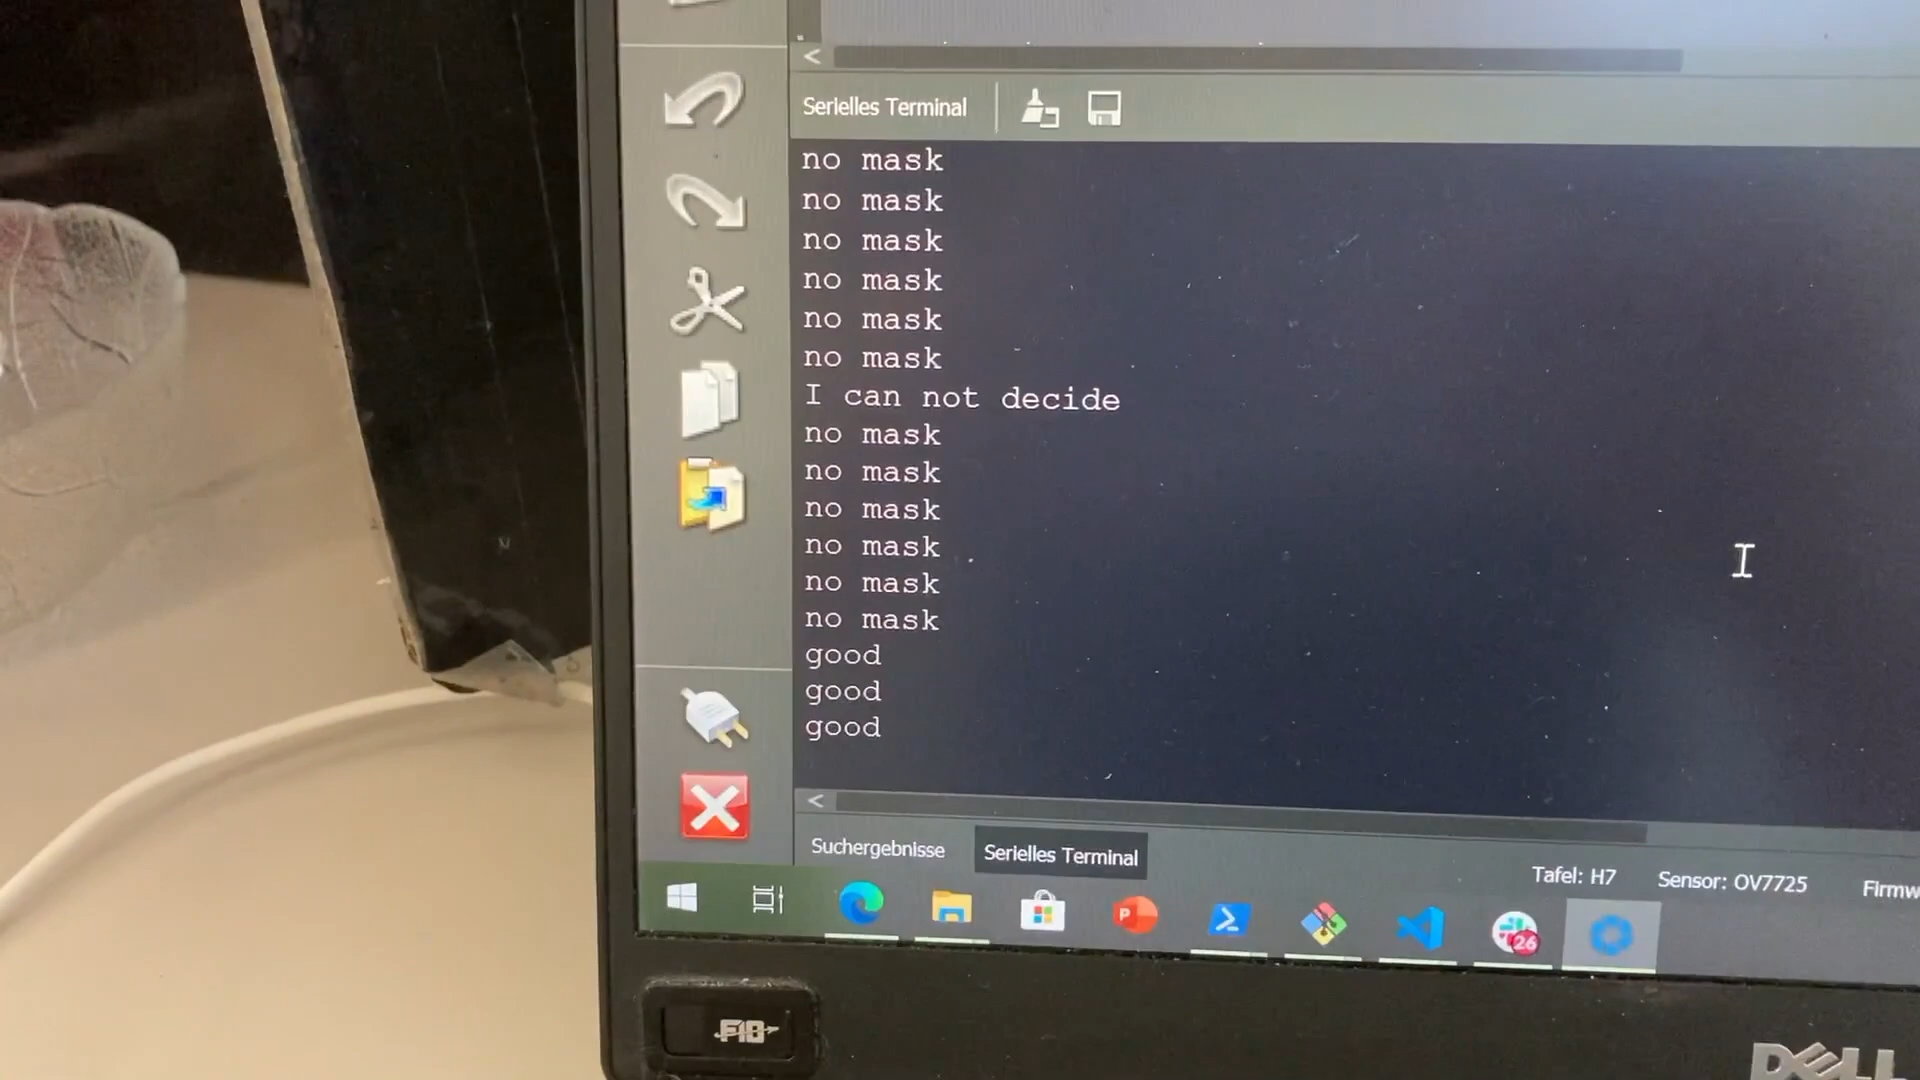 Serielles Terminal
no mask
no mask
no mask
no mask
no mask
no mask
I can not decide
no mask
no mask
no mask
no mask
no mask
no mask
good
good
good
Suchergebnisse Serielles Terminal
Tafel: H7 Sensor: OV7725 Firmw
P
26
DELL